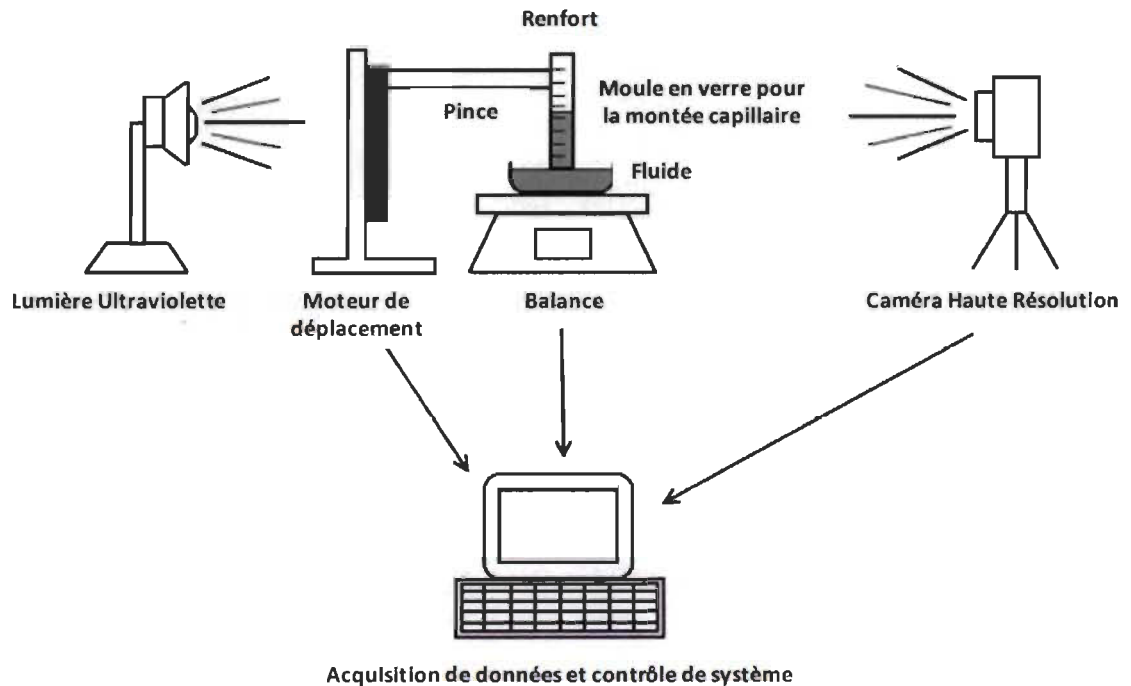 Renfort
Moule en verre pour
la montée capillaire
Pince
Fluide
Lumière Ultraviolette
Moteur de
déplacement
Balance
Caméra Haute Résolution
Acquisition de données et contrôle de système